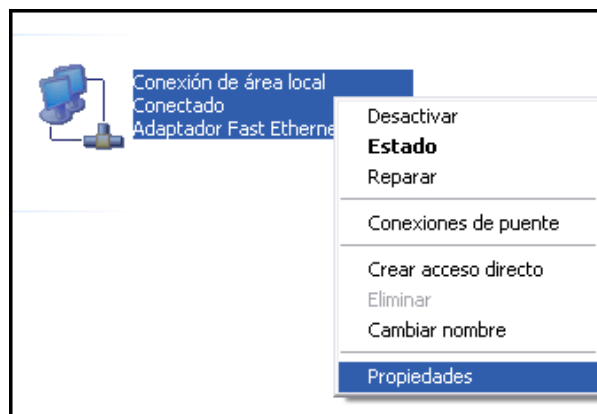 Conexión de área local
Conectado
Adaptador Fast Etherne
Desactivar
Estado
Reparar
Conexiones de puente
Crear acceso directo
Eliminar
Cambiar nombre
Propiedades